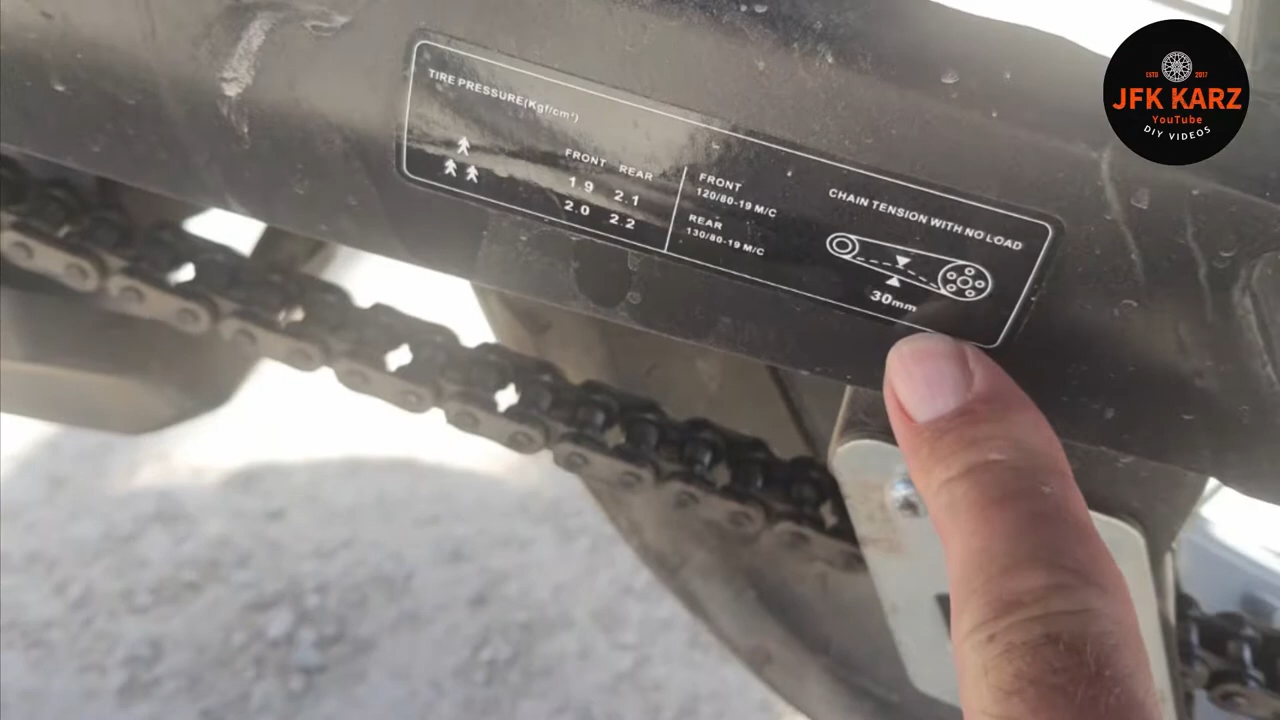 TIRE PRESSURE(Kgf/cm²)
FRONT REAR
1.9 2.1
2.0 2.2
FRONT
120/80-19 M/C
REAR
130/80-19 M/C
CHAIN TENSION WITH NO LOAD
30mm
ESTD 2017
JFK KARZ
YouTube
DIY VIDEOS